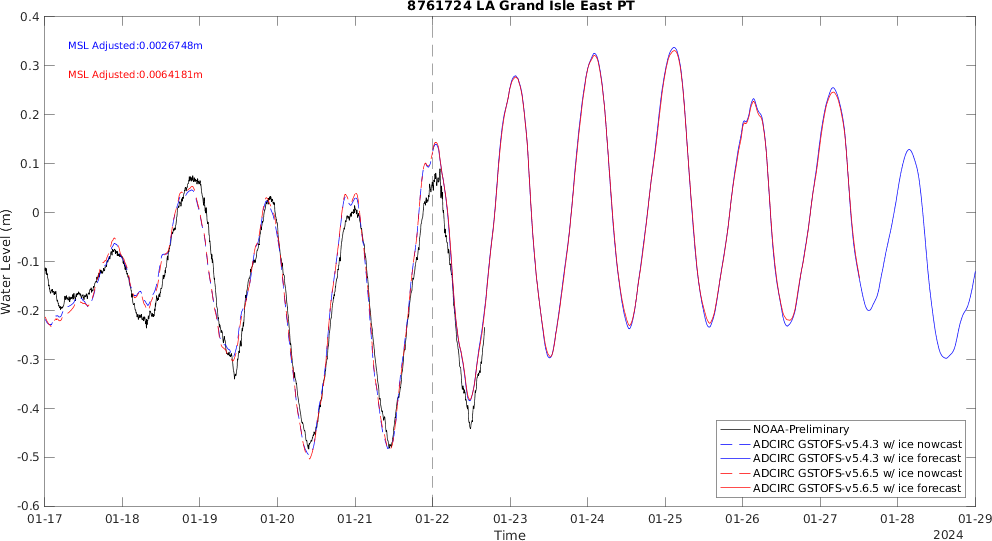 8761724 LA Grand Isle East PT
MSL Adjusted:0.0026748m
MSL Adjusted:0.0064181m
Water Level (m)
0.4
0.3
0.2
0.1
0
-0.1
-0.2
-0.3
-0.4
-0.5
-0.6
NOAA-Preliminary
ADCIRC GSTOFS-v5.4.3 w/ ice nowcast
ADCIRC GSTOFS-v5.4.3 w/ ice forecast
ADCIRC GSTOFS-v5.6.5 w/ ice nowcast
ADCIRC GSTOFS-v5.6.5 w/ ice forecast
01-17 01-18 01-19 01-20 01-21 01-22 01-23 01-24 01-25 01-26 01-27 01-28 01-29
Time
2024